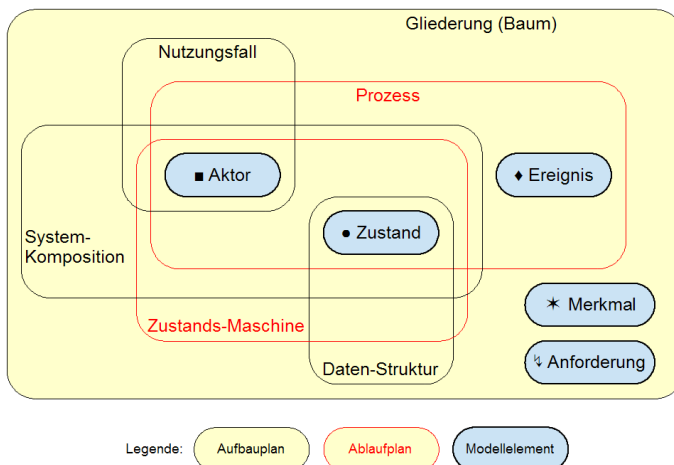 Gliederung (Baum)
Nutzungsfall
Prozess
■ Aktor
♦ Ereignis
● Zustand
System-
Komposition
✶ Merkmal
Zustands-Maschine
Daten-Struktur
↯ Anforderung
Legende: Aufbauplan Ablaufplan Modellelement